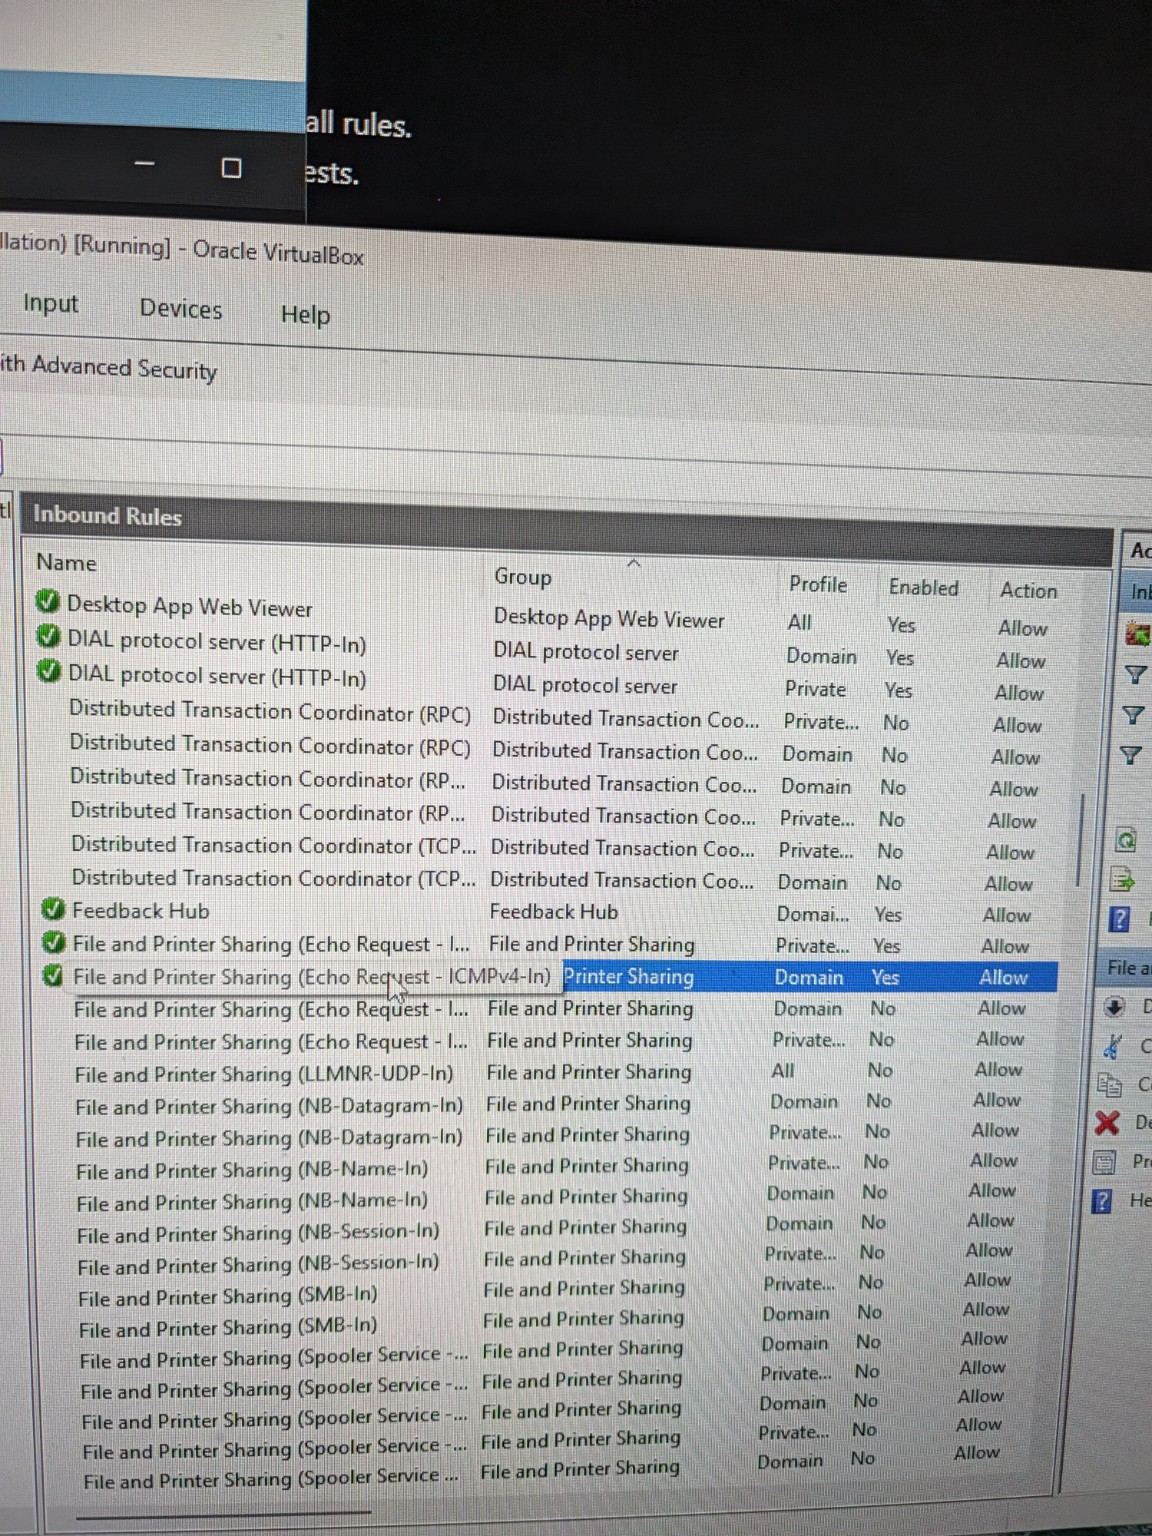 all rules.
ests.
llation) [Running] - Oracle VirtualBox
Input Devices Help
ith Advanced Security
Inbound Rules
Name Group Profile Enabled Action
Desktop App Web Viewer Desktop App Web Viewer All Yes Allow
DIAL protocol server (HTTP-In) DIAL protocol server Domain Yes Allow
DIAL protocol server (HTTP-In) DIAL protocol server Private Yes Allow
Distributed Transaction Coordinator (RPC) Distributed Transaction Coo... Private... No Allow
Distributed Transaction Coordinator (RPC) Distributed Transaction Coo... Domain No Allow
Distributed Transaction Coordinator (RP... Distributed Transaction Coo... Domain No Allow
Distributed Transaction Coordinator (RP... Distributed Transaction Coo... Private... No Allow
Distributed Transaction Coordinator (TCP... Distributed Transaction Coo... Private... No Allow
Distributed Transaction Coordinator (TCP... Distributed Transaction Coo... Domain No Allow
Feedback Hub Feedback Hub Domai... Yes Allow
File and Printer Sharing (Echo Request - I... File and Printer Sharing Private... Yes Allow
File and Printer Sharing (Echo Request - ICMPv4-In) Printer Sharing Domain Yes Allow
File and Printer Sharing (Echo Request - I... File and Printer Sharing Domain No Allow
File and Printer Sharing (Echo Request - I... File and Printer Sharing Private... No Allow
File and Printer Sharing (LLMNR-UDP-In) File and Printer Sharing All No Allow
File and Printer Sharing (NB-Datagram-In) File and Printer Sharing Domain No Allow
File and Printer Sharing (NB-Datagram-In) File and Printer Sharing Private... No Allow
File and Printer Sharing (NB-Name-In) File and Printer Sharing Private... No Allow
File and Printer Sharing (NB-Name-In) File and Printer Sharing Domain No Allow
File and Printer Sharing (NB-Session-In) File and Printer Sharing Domain No Allow
File and Printer Sharing (NB-Session-In) File and Printer Sharing Private... No Allow
File and Printer Sharing (SMB-In) File and Printer Sharing Private... No Allow
File and Printer Sharing (SMB-In) File and Printer Sharing Domain No Allow
File and Printer Sharing (Spooler Service -... File and Printer Sharing Domain No Allow
File and Printer Sharing (Spooler Service -... File and Printer Sharing Private... No Allow
File and Printer Sharing (Spooler Service -... File and Printer Sharing Domain No Allow
File and Printer Sharing (Spooler Service -... File and Printer Sharing Private... No Allow
File and Printer Sharing (Spooler Service ... File and Printer Sharing Domain No Allow
Ac
Inb
File a
De
Pr
He